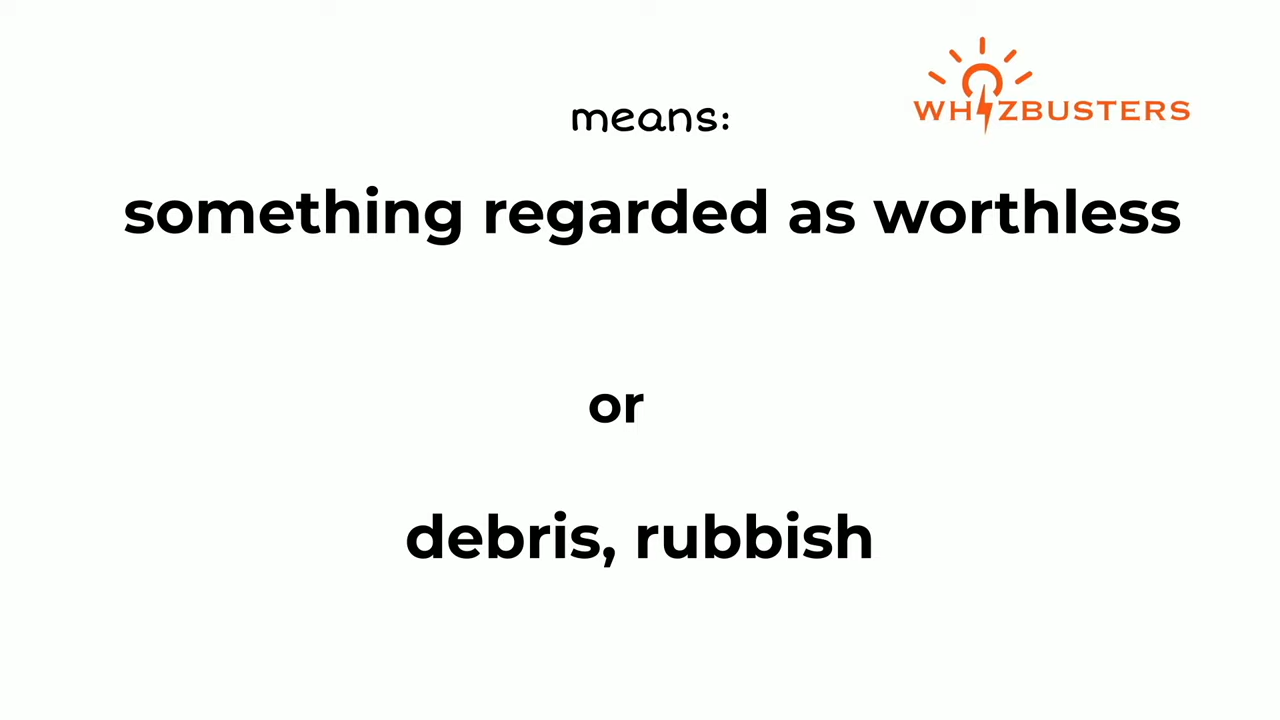 WHIZBUSTERS
means:
something regarded as worthless
or
debris, rubbish